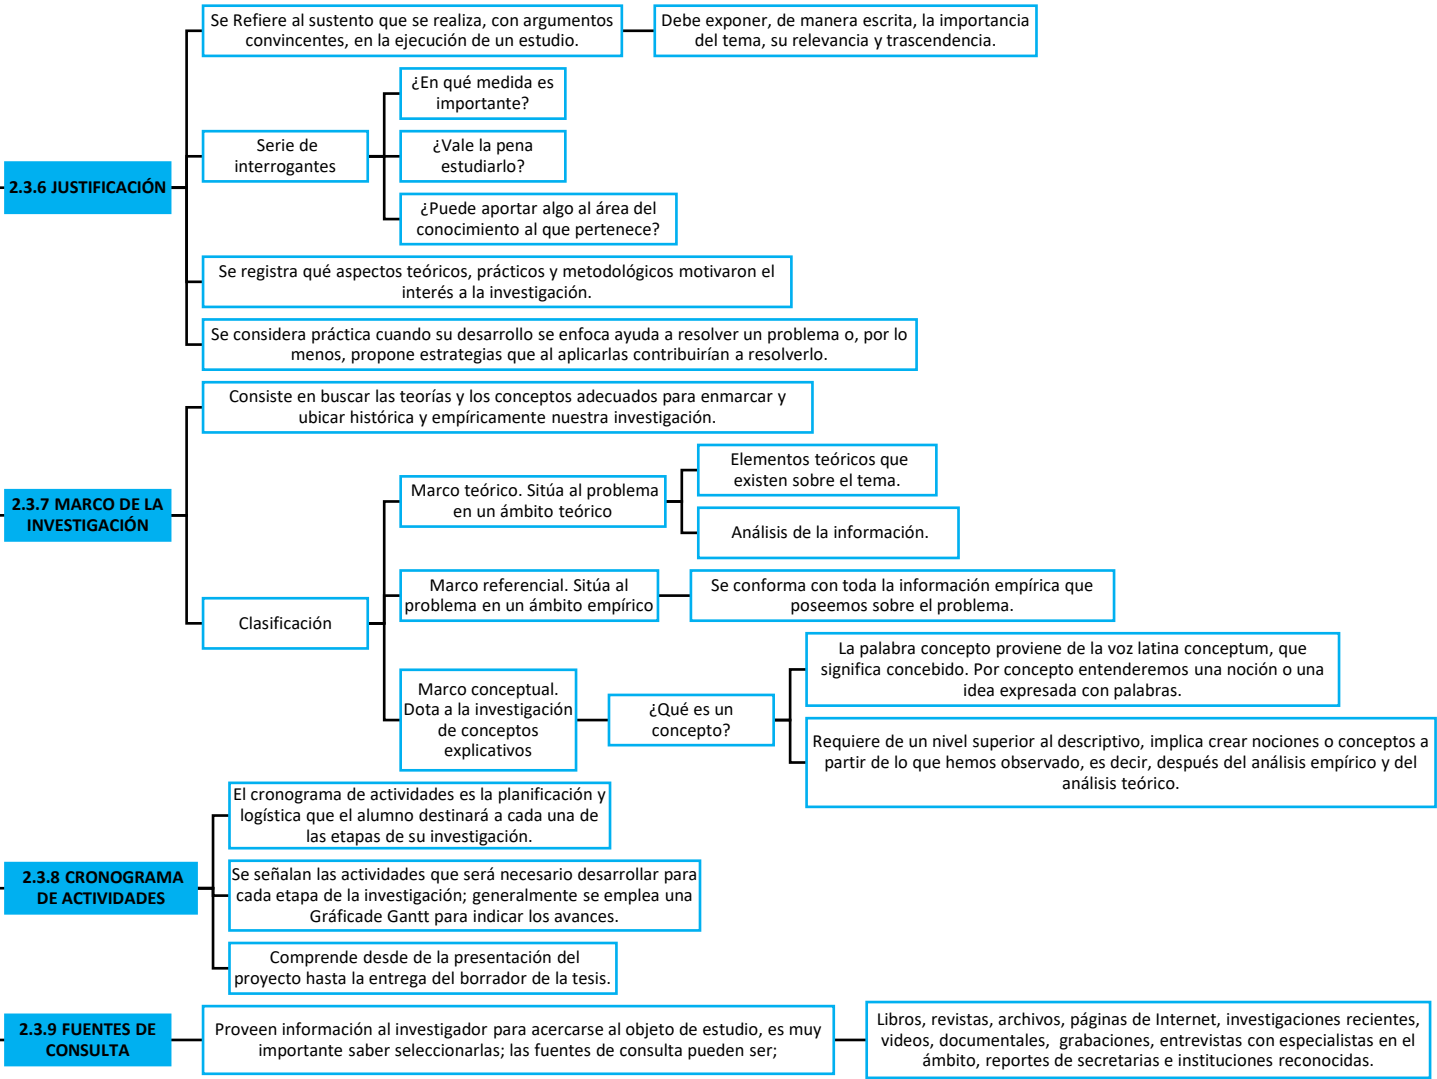 2.3.6 JUSTIFICACIÓN
Se Refiere al sustento que se realiza, con argumentos
convincentes, en la ejecución de un estudio.
Debe exponer, de manera escrita, la importancia
del tema, su relevancia y trascendencia.
Serie de
interrogantes
¿En qué medida es
importante?
¿Vale la pena
estudiarlo?
¿Puede aportar algo al área del
conocimiento al que pertenece?
Se registra qué aspectos teóricos, prácticos y metodológicos motivaron el
interés a la investigación.
Se considera práctica cuando su desarrollo se enfoca ayuda a resolver un problema o, por lo
menos, propone estrategias que al aplicarlas contribuirían a resolverlo.
2.3.7 MARCO DE LA
INVESTIGACIÓN
Consiste en buscar las teorías y los conceptos adecuados para enmarcar y
ubicar histórica y empíricamente nuestra investigación.
Clasificación
Marco teórico. Sitúa al problema
en un ámbito teórico
Elementos teóricos que
existen sobre el tema.
Análisis de la información.
Marco referencial. Sitúa al
problema en un ámbito empírico
Se conforma con toda la información empírica que
poseemos sobre el problema.
Marco conceptual.
Dota a la investigación
de conceptos
explicativos
¿Qué es un
concepto?
La palabra concepto proviene de la voz latina conceptum, que
significa concebido. Por concepto entenderemos una noción o una
idea expresada con palabras.
Requiere de un nivel superior al descriptivo, implica crear nociones o conceptos a
partir de lo que hemos observado, es decir, después del análisis empírico y del
análisis teórico.
2.3.8 CRONOGRAMA
DE ACTIVIDADES
El cronograma de actividades es la planificación y
logística que el alumno destinará a cada una de
las etapas de su investigación.
Se señalan las actividades que será necesario desarrollar para
cada etapa de la investigación; generalmente se emplea una
Gráficade Gantt para indicar los avances.
Comprende desde de la presentación del
proyecto hasta la entrega del borrador de la tesis.
2.3.9 FUENTES DE
CONSULTA
Proveen información al investigador para acercarse al objeto de estudio, es muy
importante saber seleccionarlas; las fuentes de consulta pueden ser;
Libros, revistas, archivos, páginas de Internet, investigaciones recientes,
videos, documentales, grabaciones, entrevistas con especialistas en el
ámbito, reportes de secretarias e instituciones reconocidas.